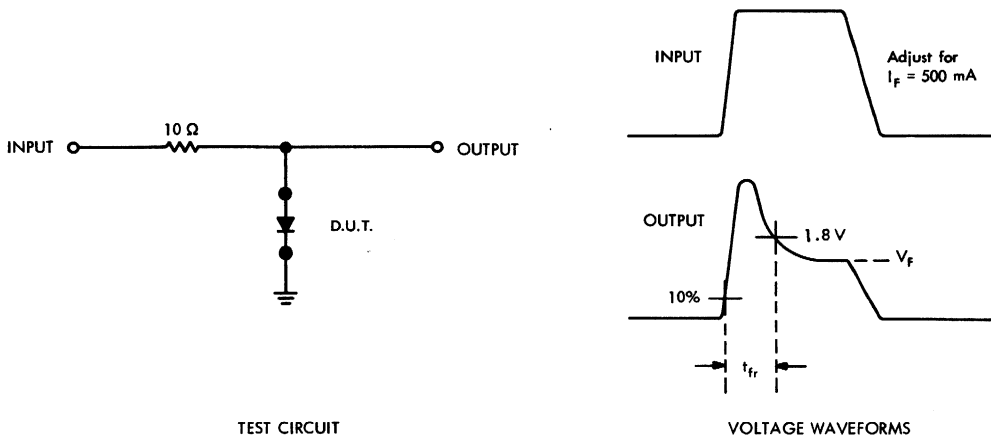 INPUT
10 Ω
OUTPUT
D.U.T.
TEST CIRCUIT
INPUT
Adjust for
I_F = 500 mA
OUTPUT
1.8 V
V_F
10%
t_fr
VOLTAGE WAVEFORMS